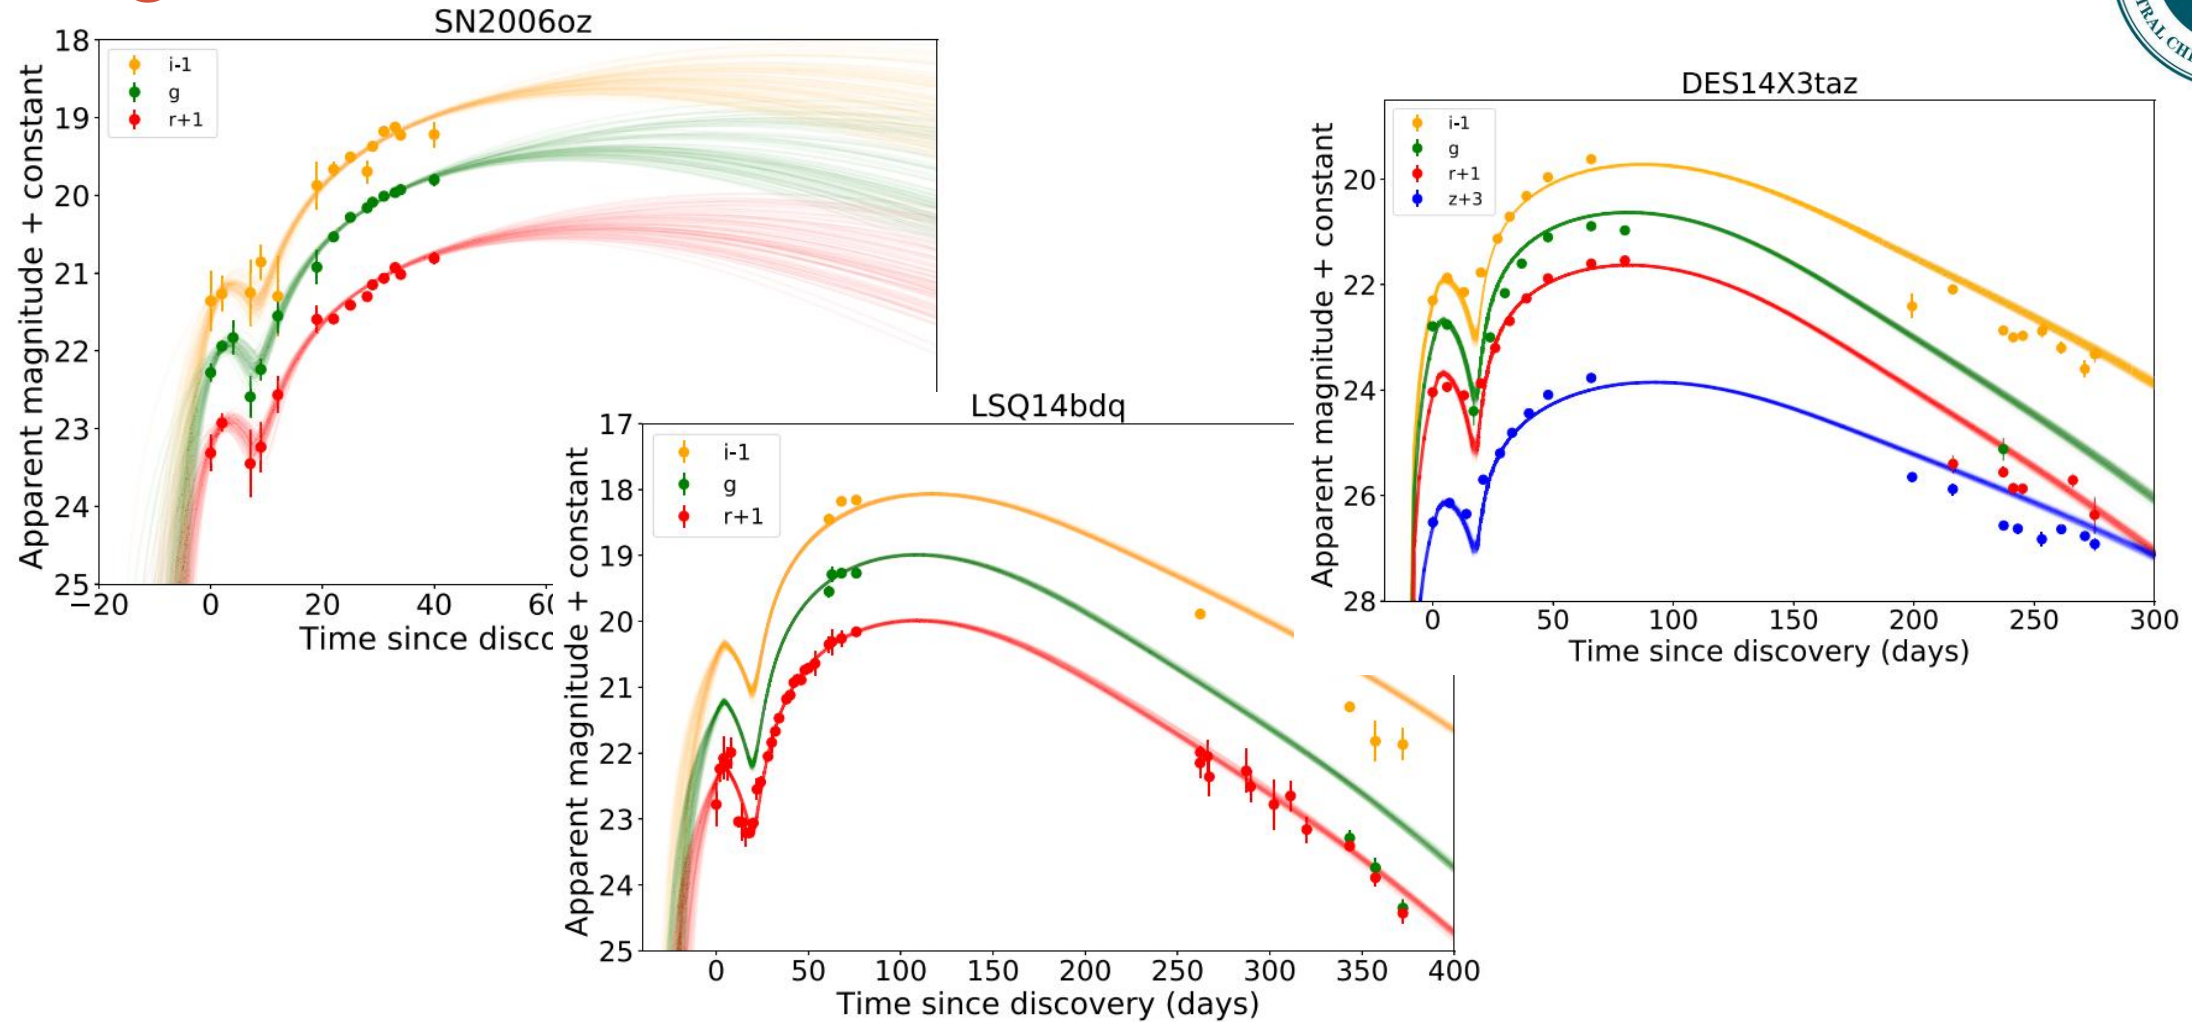 SN2006oz
Apparent magnitude + constant
18
19
20
21
22
23
24
25
i-1
g
r+1
−20
0
20
40
60
Time since disco
LSQ14bdq
Apparent magnitude + constant
17
18
19
20
21
22
23
24
25
i-1
g
r+1
0
50
100
150
200
250
300
350
400
Time since discovery (days)
DES14X3taz
Apparent magnitude + constant
20
22
24
26
28
i-1
g
r+1
z+3
0
50
100
150
200
250
300
Time since discovery (days)
TRAL CH